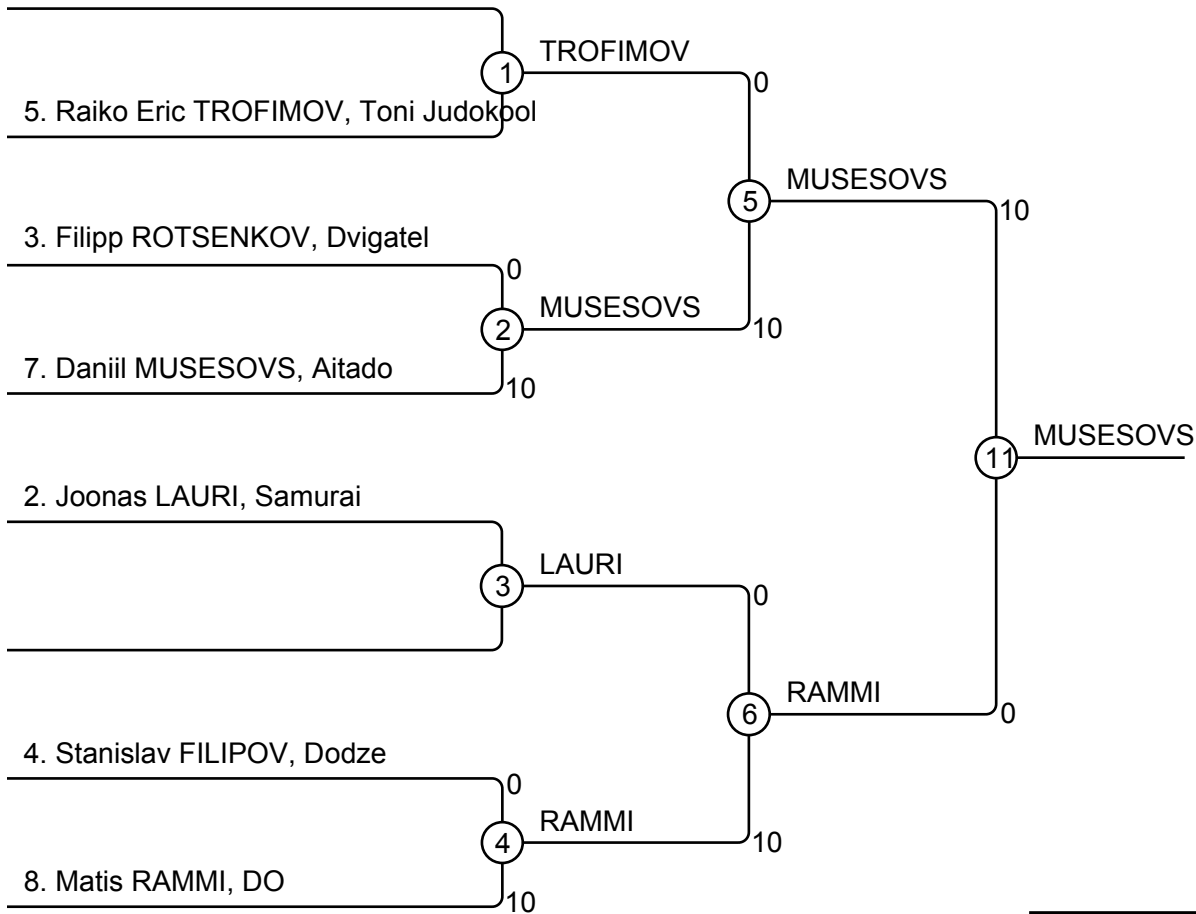 TROFIMOV
1
0
5. Raiko Eric TROFIMOV, Toni Judokool
MUSESOVS
5
10
3. Filipp ROTSENKOV, Dvigatel
0
MUSESOVS
2
10
7. Daniil MUSESOVS, Aitado
10
MUSESOVS
11
2. Joonas LAURI, Samurai
LAURI
3
0
RAMMI
6
0
4. Stanislav FILIPOV, Dodze
0
RAMMI
4
10
8. Matis RAMMI, DO
10